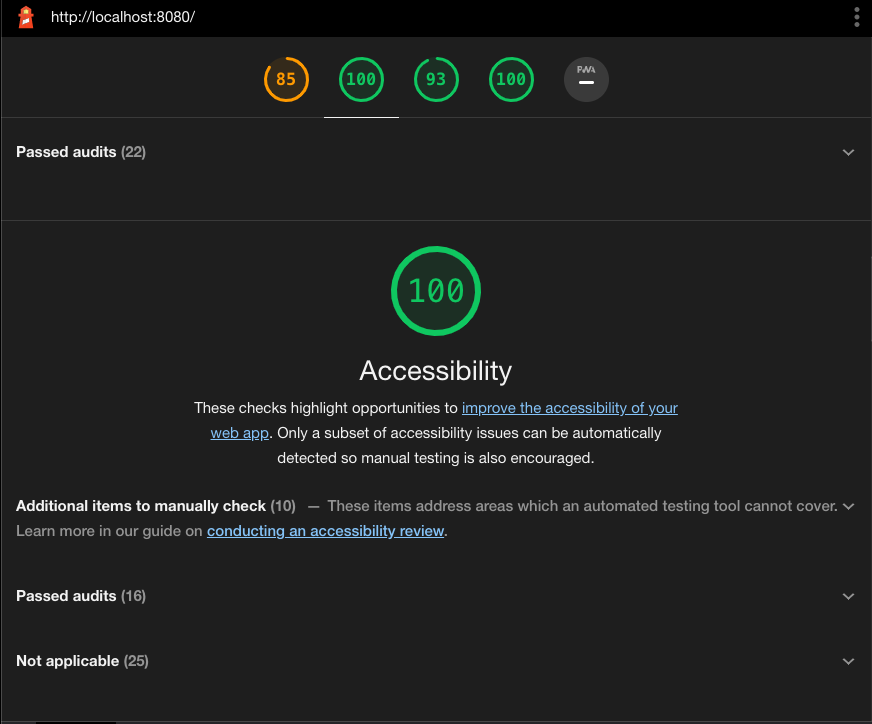 http://localhost:8080/
85 100 93 100 PWA
Passed audits (22)
100
Accessibility
These checks highlight opportunities to improve the accessibility of your
web app. Only a subset of accessibility issues can be automatically
detected so manual testing is also encouraged.
Additional items to manually check (10) — These items address areas which an automated testing tool cannot cover.
Learn more in our guide on conducting an accessibility review.
Passed audits (16)
Not applicable (25)